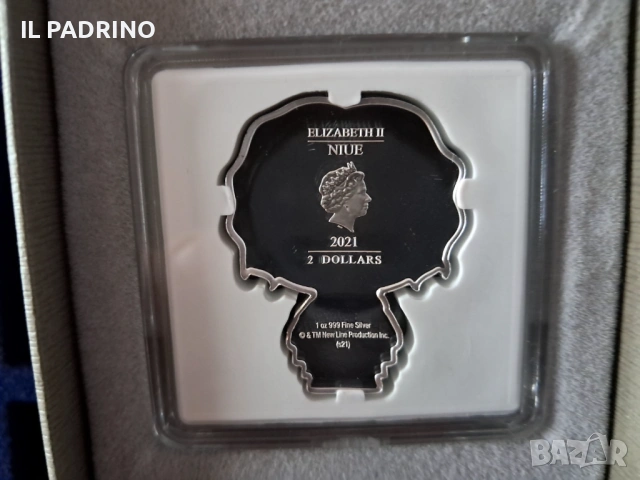 IL PADRINO
ELIZABETH II
NIUE
2021
2 DOLLARS
1 oz 999 Fine Silver
© & TM New Line Production Inc.
(s21)
BAZAR
.bg